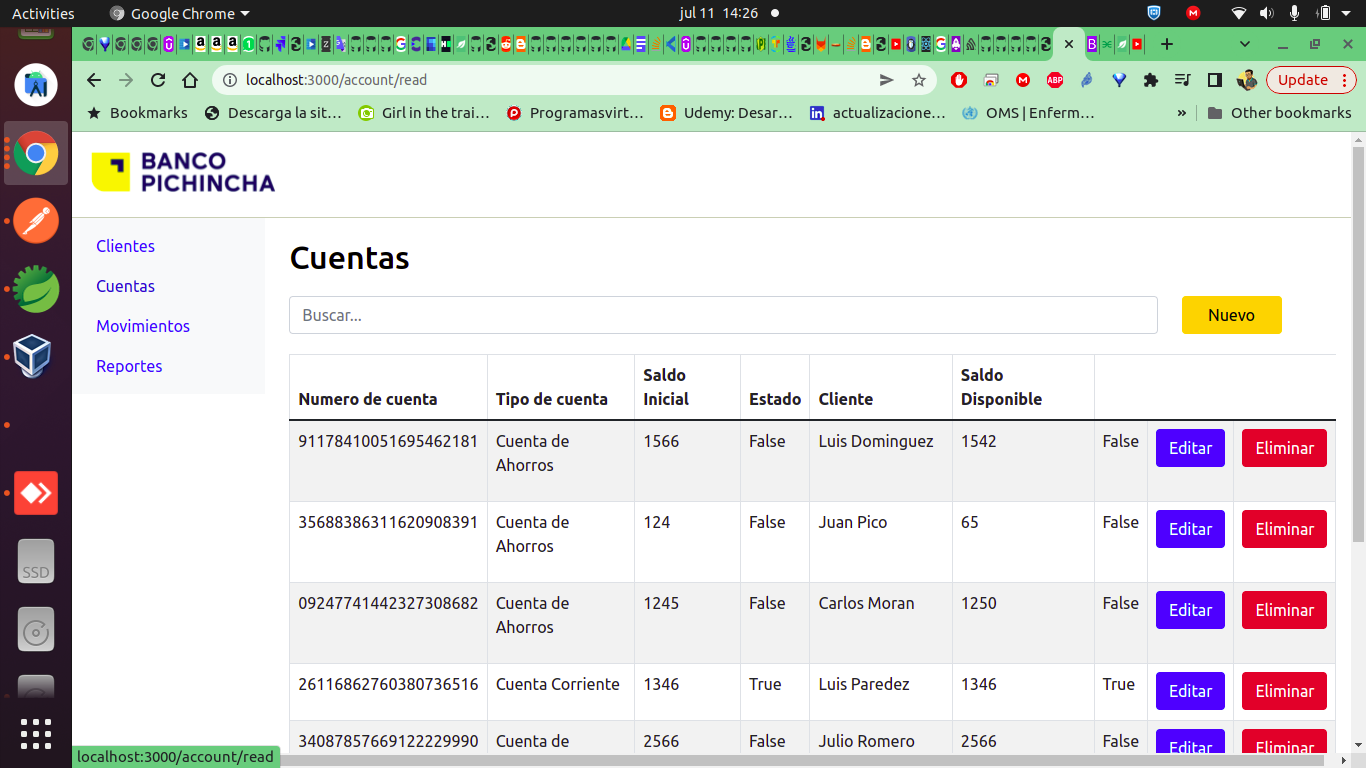 Activities
Google Chrome
jul 11 14:26
localhost:3000/account/read
Update
Bookmarks
Descarga la sit...
Girl in the trai...
Programasvirt...
Udemy: Desar...
actualizacione...
OMS | Enferm...
»
Other bookmarks
BANCO
PICHINCHA
Clientes
Cuentas
Movimientos
Reportes
Cuentas
Buscar...
Nuevo
Numero de cuenta Tipo de cuenta Saldo Inicial Estado Cliente Saldo Disponible
91178410051695462181 Cuenta de Ahorros 1566 False Luis Dominguez 1542 False Editar Eliminar
35688386311620908391 Cuenta de Ahorros 124 False Juan Pico 65 False Editar Eliminar
09247741442327308682 Cuenta de Ahorros 1245 False Carlos Moran 1250 False Editar Eliminar
26116862760380736516 Cuenta Corriente 1346 True Luis Paredez 1346 True Editar Eliminar
34087857669122229990 Cuenta de 2566 False Julio Romero 2566 False Editar Eliminar
SSD
localhost:3000/account/read